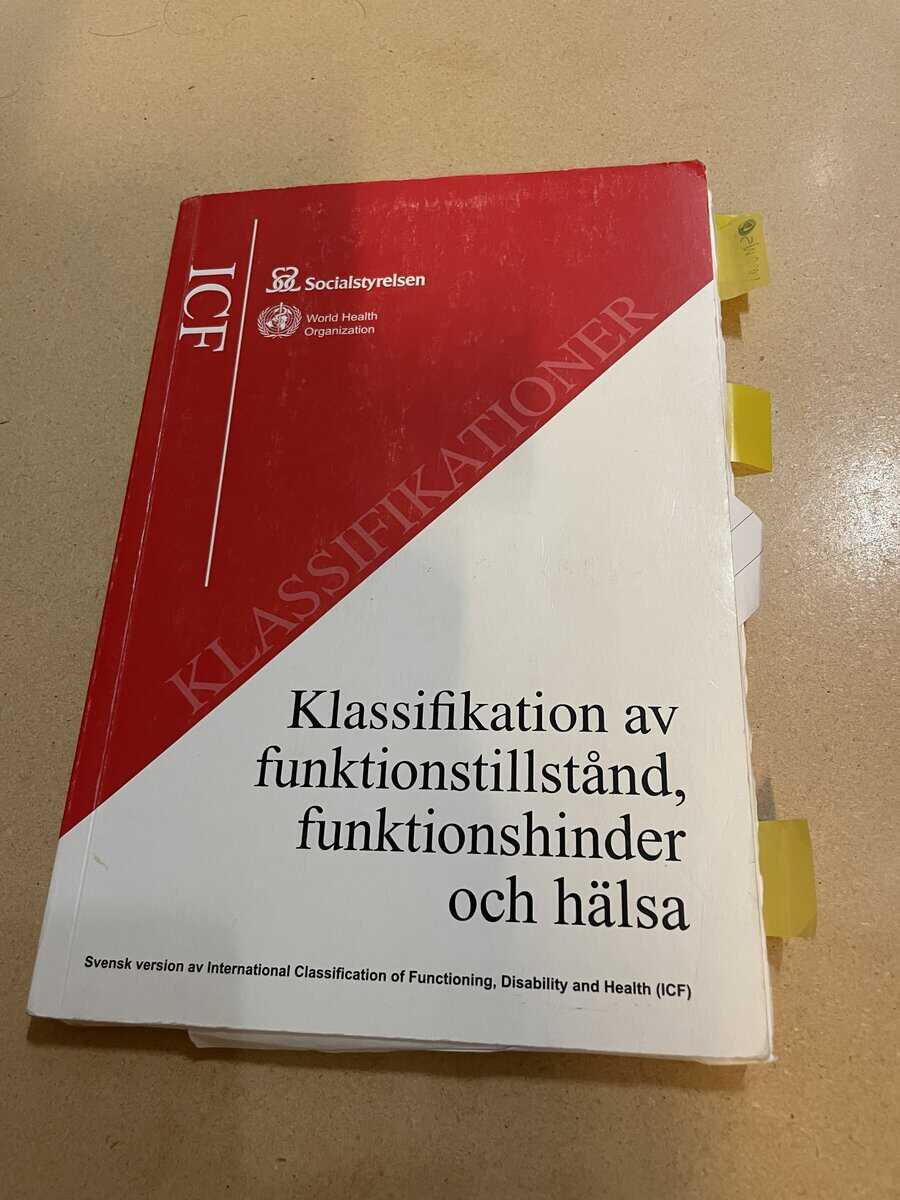 ICF
Socialstyrelsen
World Health
Organization
KLASSIFIKATIONER
Klassifikation av
funktionstillstånd,
funktionshinder
och hälsa
Svensk version av International Classification of Functioning, Disability and Health (ICF)